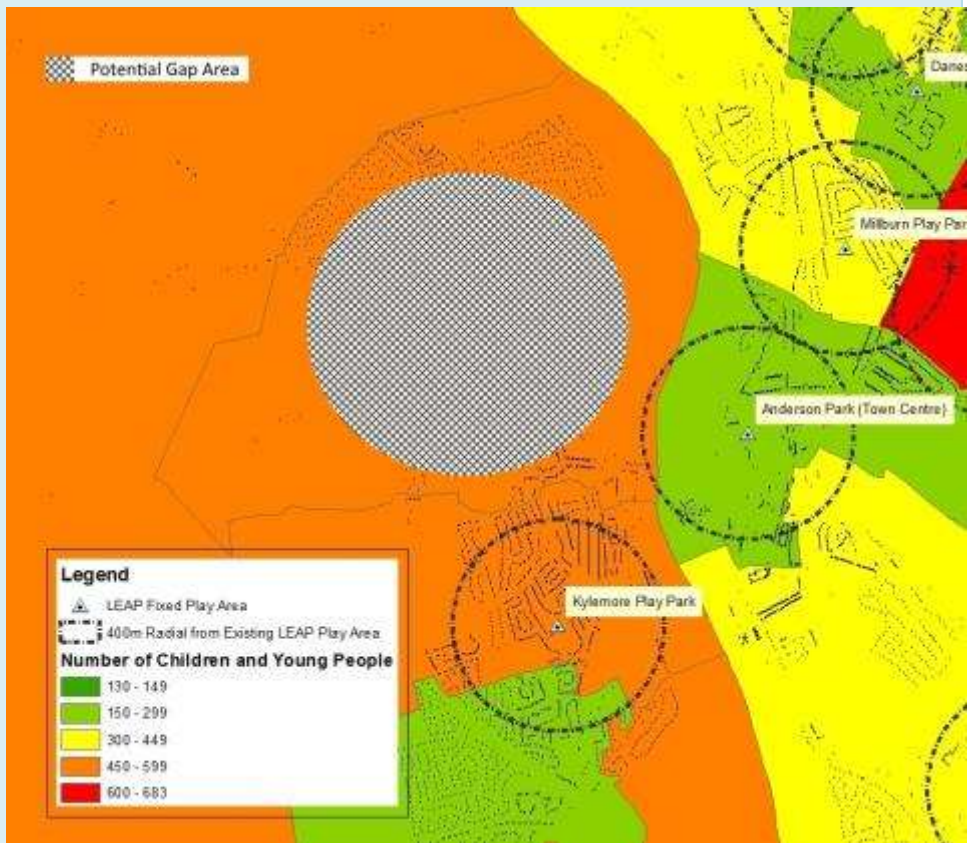 Potential Gap Area
Danes
Millburn Play Par
Anderson Park (Town Centre)
Kylemore Play Park
Legend
LEAP Fixed Play Area
400m Radial from Existing LEAP Play Area
Number of Children and Young People
130 - 149
150 - 299
300 - 449
450 - 599
600 - 683